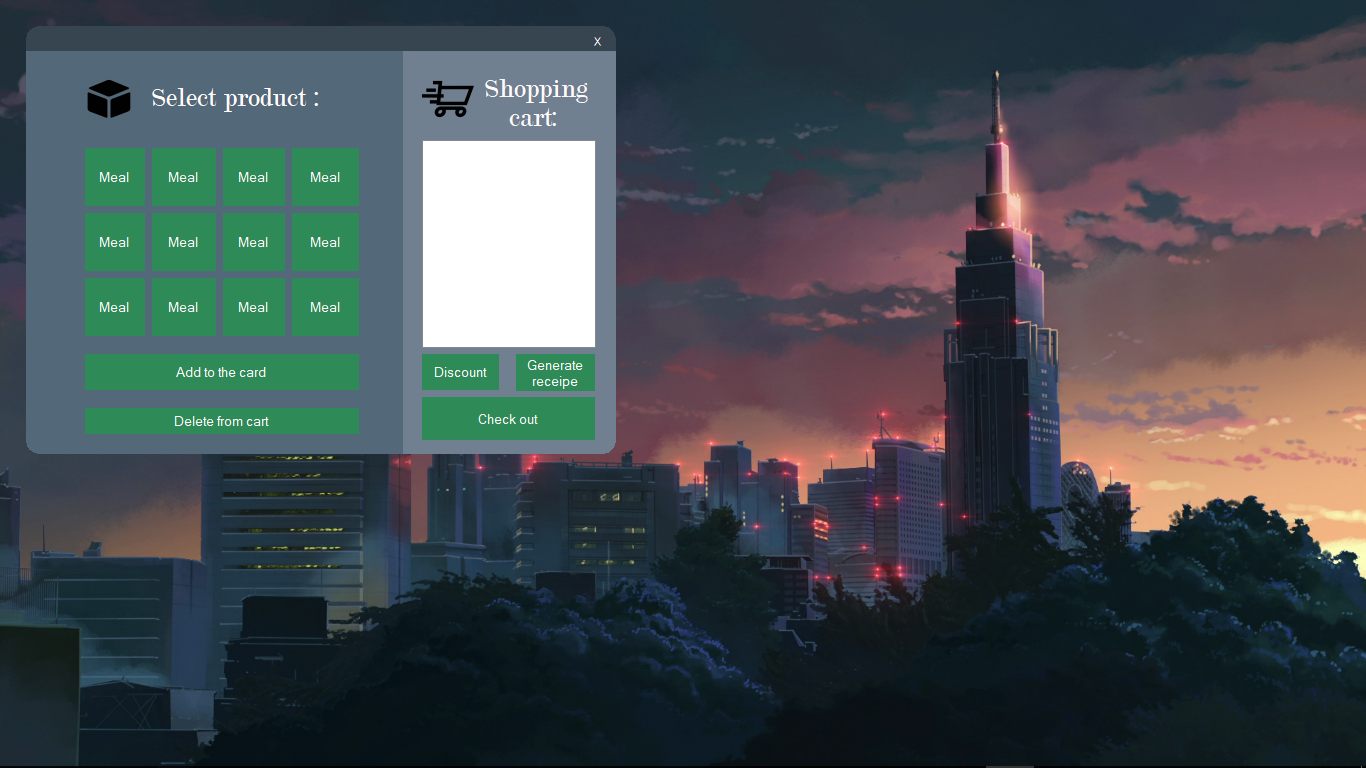 X
Select product :
Shopping
cart:
Meal Meal Meal Meal
Meal Meal Meal Meal
Meal Meal Meal Meal
Add to the card
Delete from cart
Discount
Generate
receipe
Check out